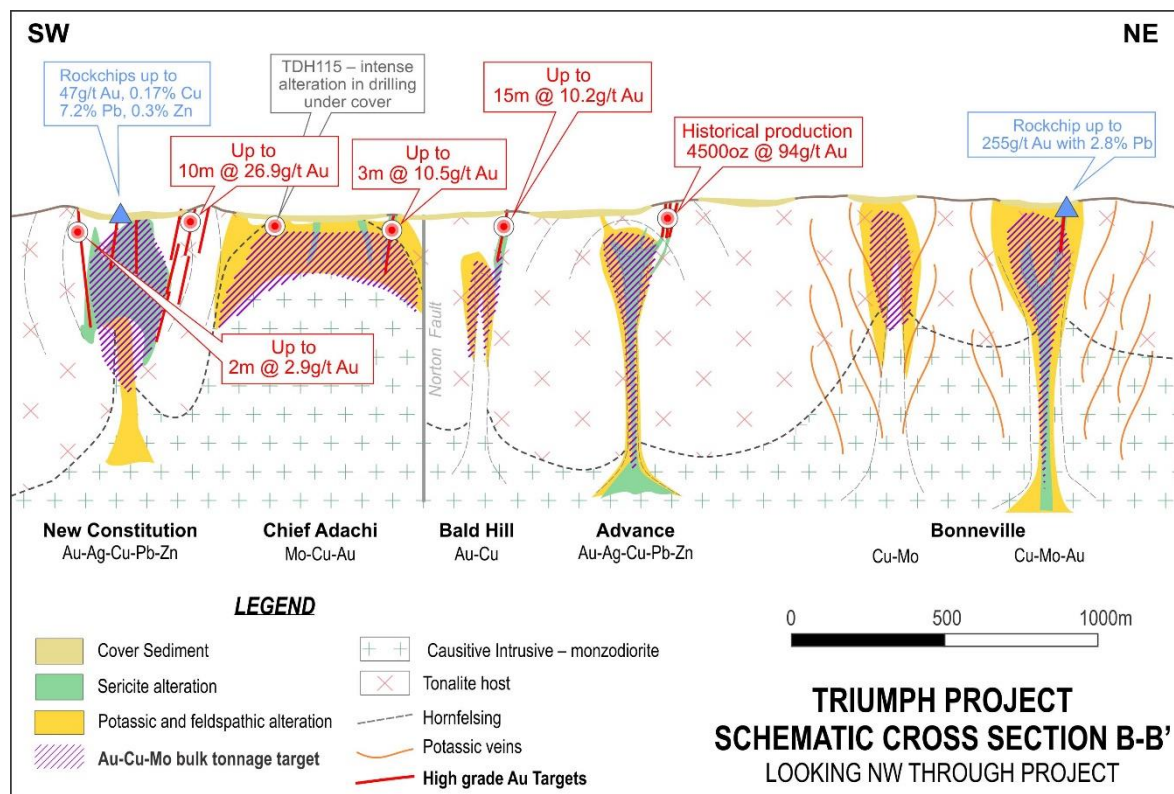 SW
NE
Rockchips up to
47g/t Au, 0.17% Cu
7.2% Pb, 0.3% Zn
TDH115 – intense
alteration in drilling
under cover
Up to
15m @ 10.2g/t Au
Up to
10m @ 26.9g/t Au
Up to
3m @ 10.5g/t Au
Historical production
4500oz @ 94g/t Au
Rockchip up to
255g/t Au with 2.8% Pb
Up to
2m @ 2.9g/t Au
Norton Fault
New Constitution
Au-Ag-Cu-Pb-Zn
Chief Adachi
Mo-Cu-Au
Bald Hill
Au-Cu
Advance
Au-Ag-Cu-Pb-Zn
Bonneville
Cu-Mo
Cu-Mo-Au
LEGEND
Cover Sediment
Sericite alteration
Potassic and feldspathic alteration
Au-Cu-Mo bulk tonnage target
Causitive Intrusive – monzodiorite
Tonalite host
Hornfelsing
Potassic veins
High grade Au Targets
0 500 1000m
TRIUMPH PROJECT
SCHEMATIC CROSS SECTION B-B'
LOOKING NW THROUGH PROJECT